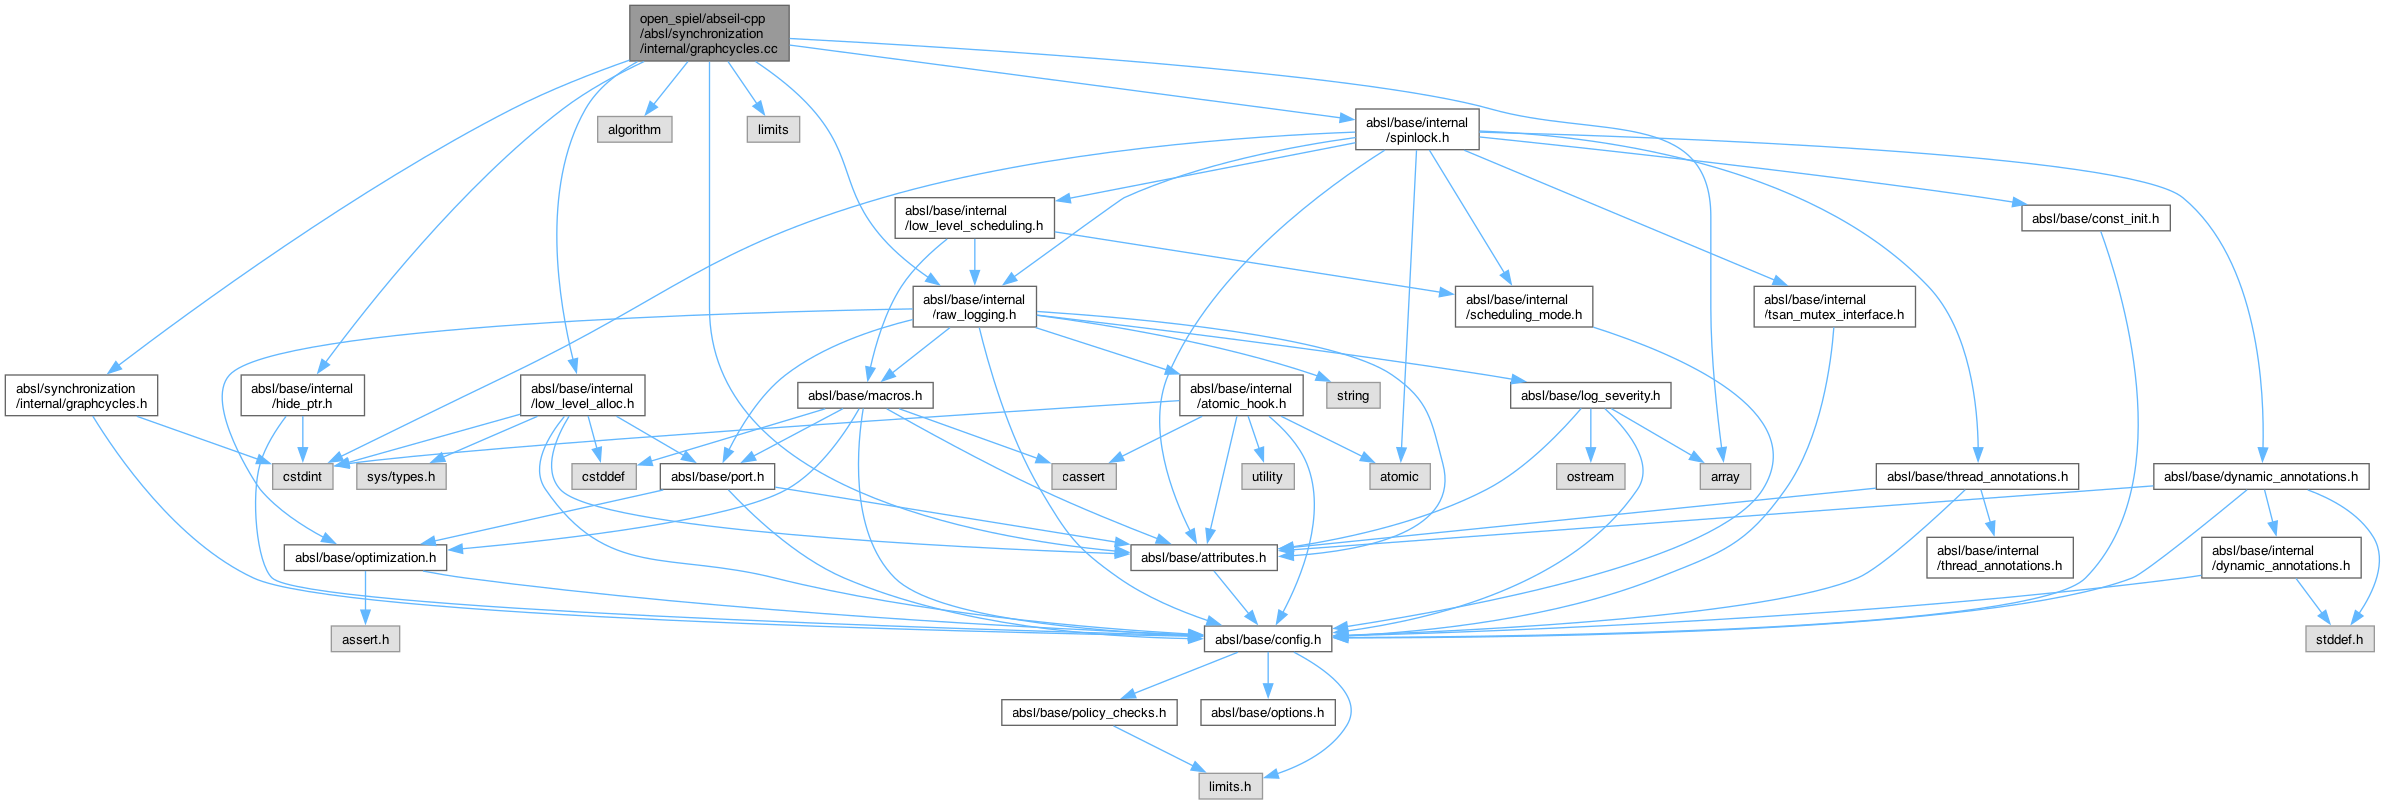 open_spiel/abseil-cpp
/absl/synchronization
/internal/graphcycles.cc
algorithm
limits
absl/base/internal
/spinlock.h
absl/base/internal
/low_level_scheduling.h
absl/base/const_init.h
absl/base/internal
/raw_logging.h
absl/base/internal
/scheduling_mode.h
absl/base/internal
/tsan_mutex_interface.h
absl/synchronization
/internal/graphcycles.h
absl/base/internal
/hide_ptr.h
absl/base/internal
/low_level_alloc.h
absl/base/macros.h
absl/base/internal
/atomic_hook.h
string
absl/base/log_severity.h
cstdint
sys/types.h
cstddef
absl/base/port.h
cassert
utility
atomic
ostream
array
absl/base/thread_annotations.h
absl/base/dynamic_annotations.h
absl/base/optimization.h
absl/base/attributes.h
absl/base/internal
/thread_annotations.h
absl/base/internal
/dynamic_annotations.h
assert.h
absl/base/config.h
stddef.h
absl/base/policy_checks.h
absl/base/options.h
limits.h